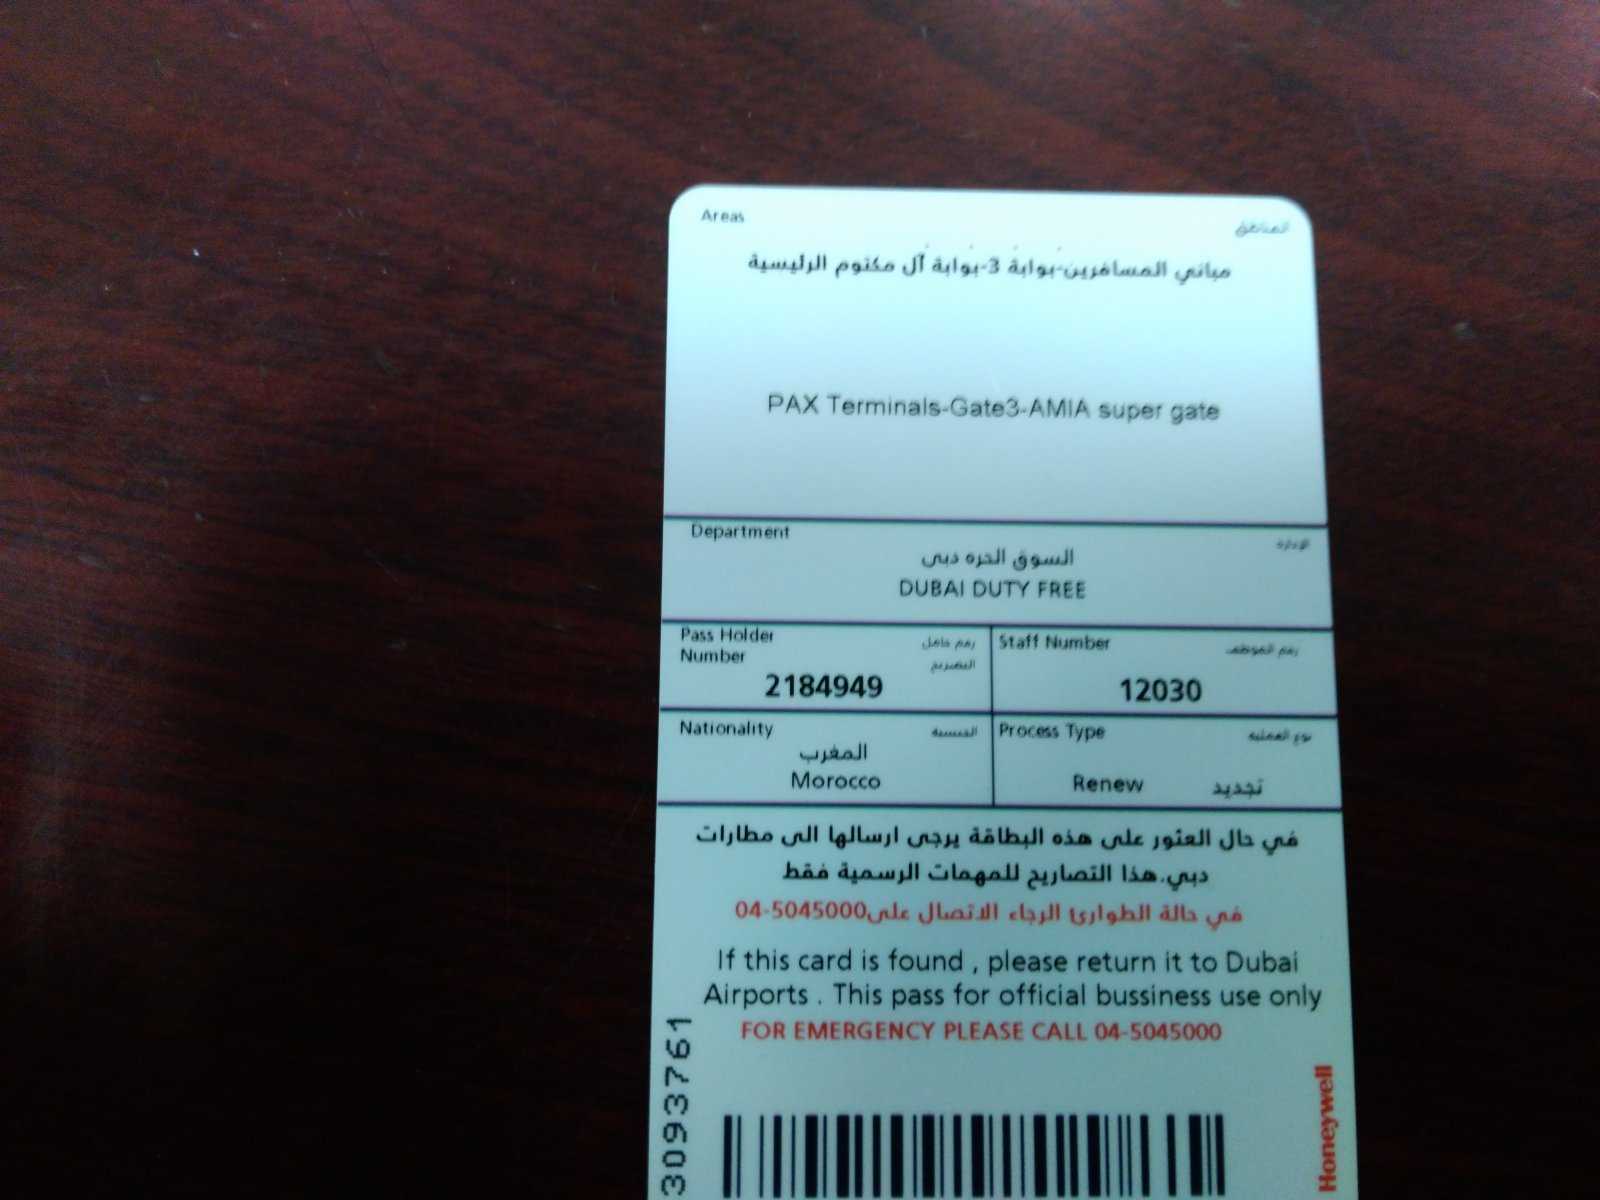 Areas المناطق
مباني المسافرين-بوابة 3-بوابة آل مكتوم الرئيسية
PAX Terminals-Gate3-AMIA super gate
Department الإدارة
السوق الحره دبى
DUBAI DUTY FREE
Pass Holder Number رقم حامل التصريح
2184949
Staff Number رقم الموظف
12030
Nationality الجنسية
المغرب
Morocco
Process Type نوع العملية
Renew تجديد
في حال العثور على هذه البطاقة يرجى ارسالها الى مطارات
دبي.هذا التصاريح للمهمات الرسمية فقط
في حالة الطوارئ الرجاء الاتصال على04-5045000
If this card is found , please return it to Dubai
Airports . This pass for official bussiness use only
FOR EMERGENCY PLEASE CALL 04-5045000
3093761
Honeywell